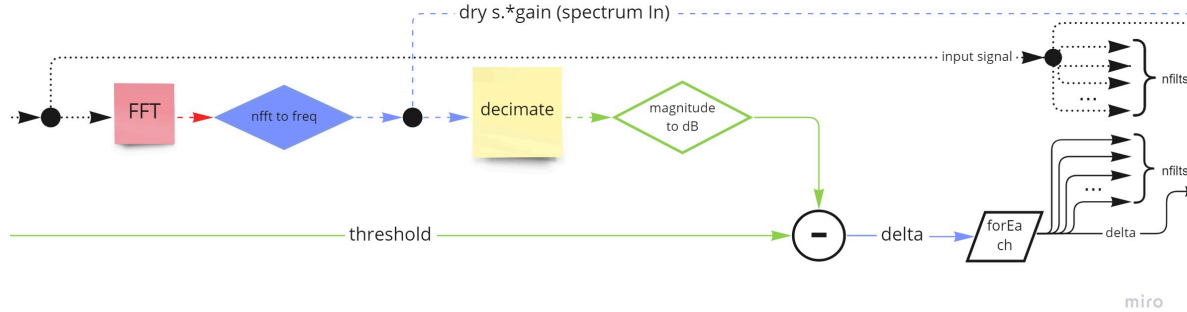 dry s.*gain (spectrum In)
input signal
nfilts
...
FFT
nfft to freq
decimate
magnitude
to dB
nfilts
...
threshold
-
delta
forEa
ch
delta
miro